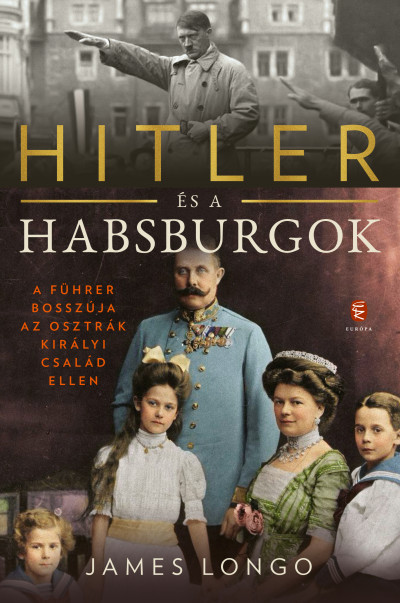 HITLER
ÉS A
HABSBURGOK
A FÜHRER
BOSSZÚJA
AZ OSZTRÁK
KIRÁLYI
CSALÁD
ELLEN
EURÓPA
JAMES LONGO